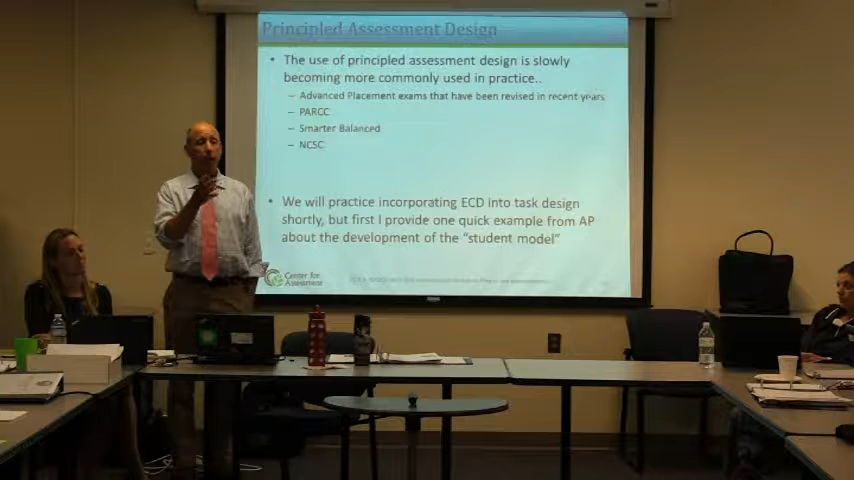 Principled Assessment Design
• The use of principled assessment design is slowly
becoming more commonly used in practice..
– Advanced Placement exams that have been revised in recent years
– PARCC
– Smarter Balanced
– NCSC
• We will practice incorporating ECD into task design
shortly, but first I provide one quick example from AP
about the development of the “student model”
Center for
Assessment